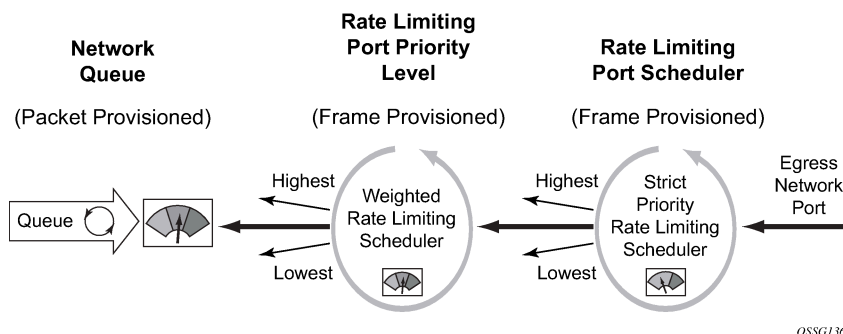 Network
Queue
(Packet Provisioned)
Rate Limiting
Port Priority
Level
(Frame Provisioned)
Rate Limiting
Port Scheduler
(Frame Provisioned)
Queue
Highest
Lowest
Weighted
Rate Limiting
Scheduler
Highest
Lowest
Strict
Priority
Rate Limiting
Scheduler
Egress
Network
Port
OSSG136